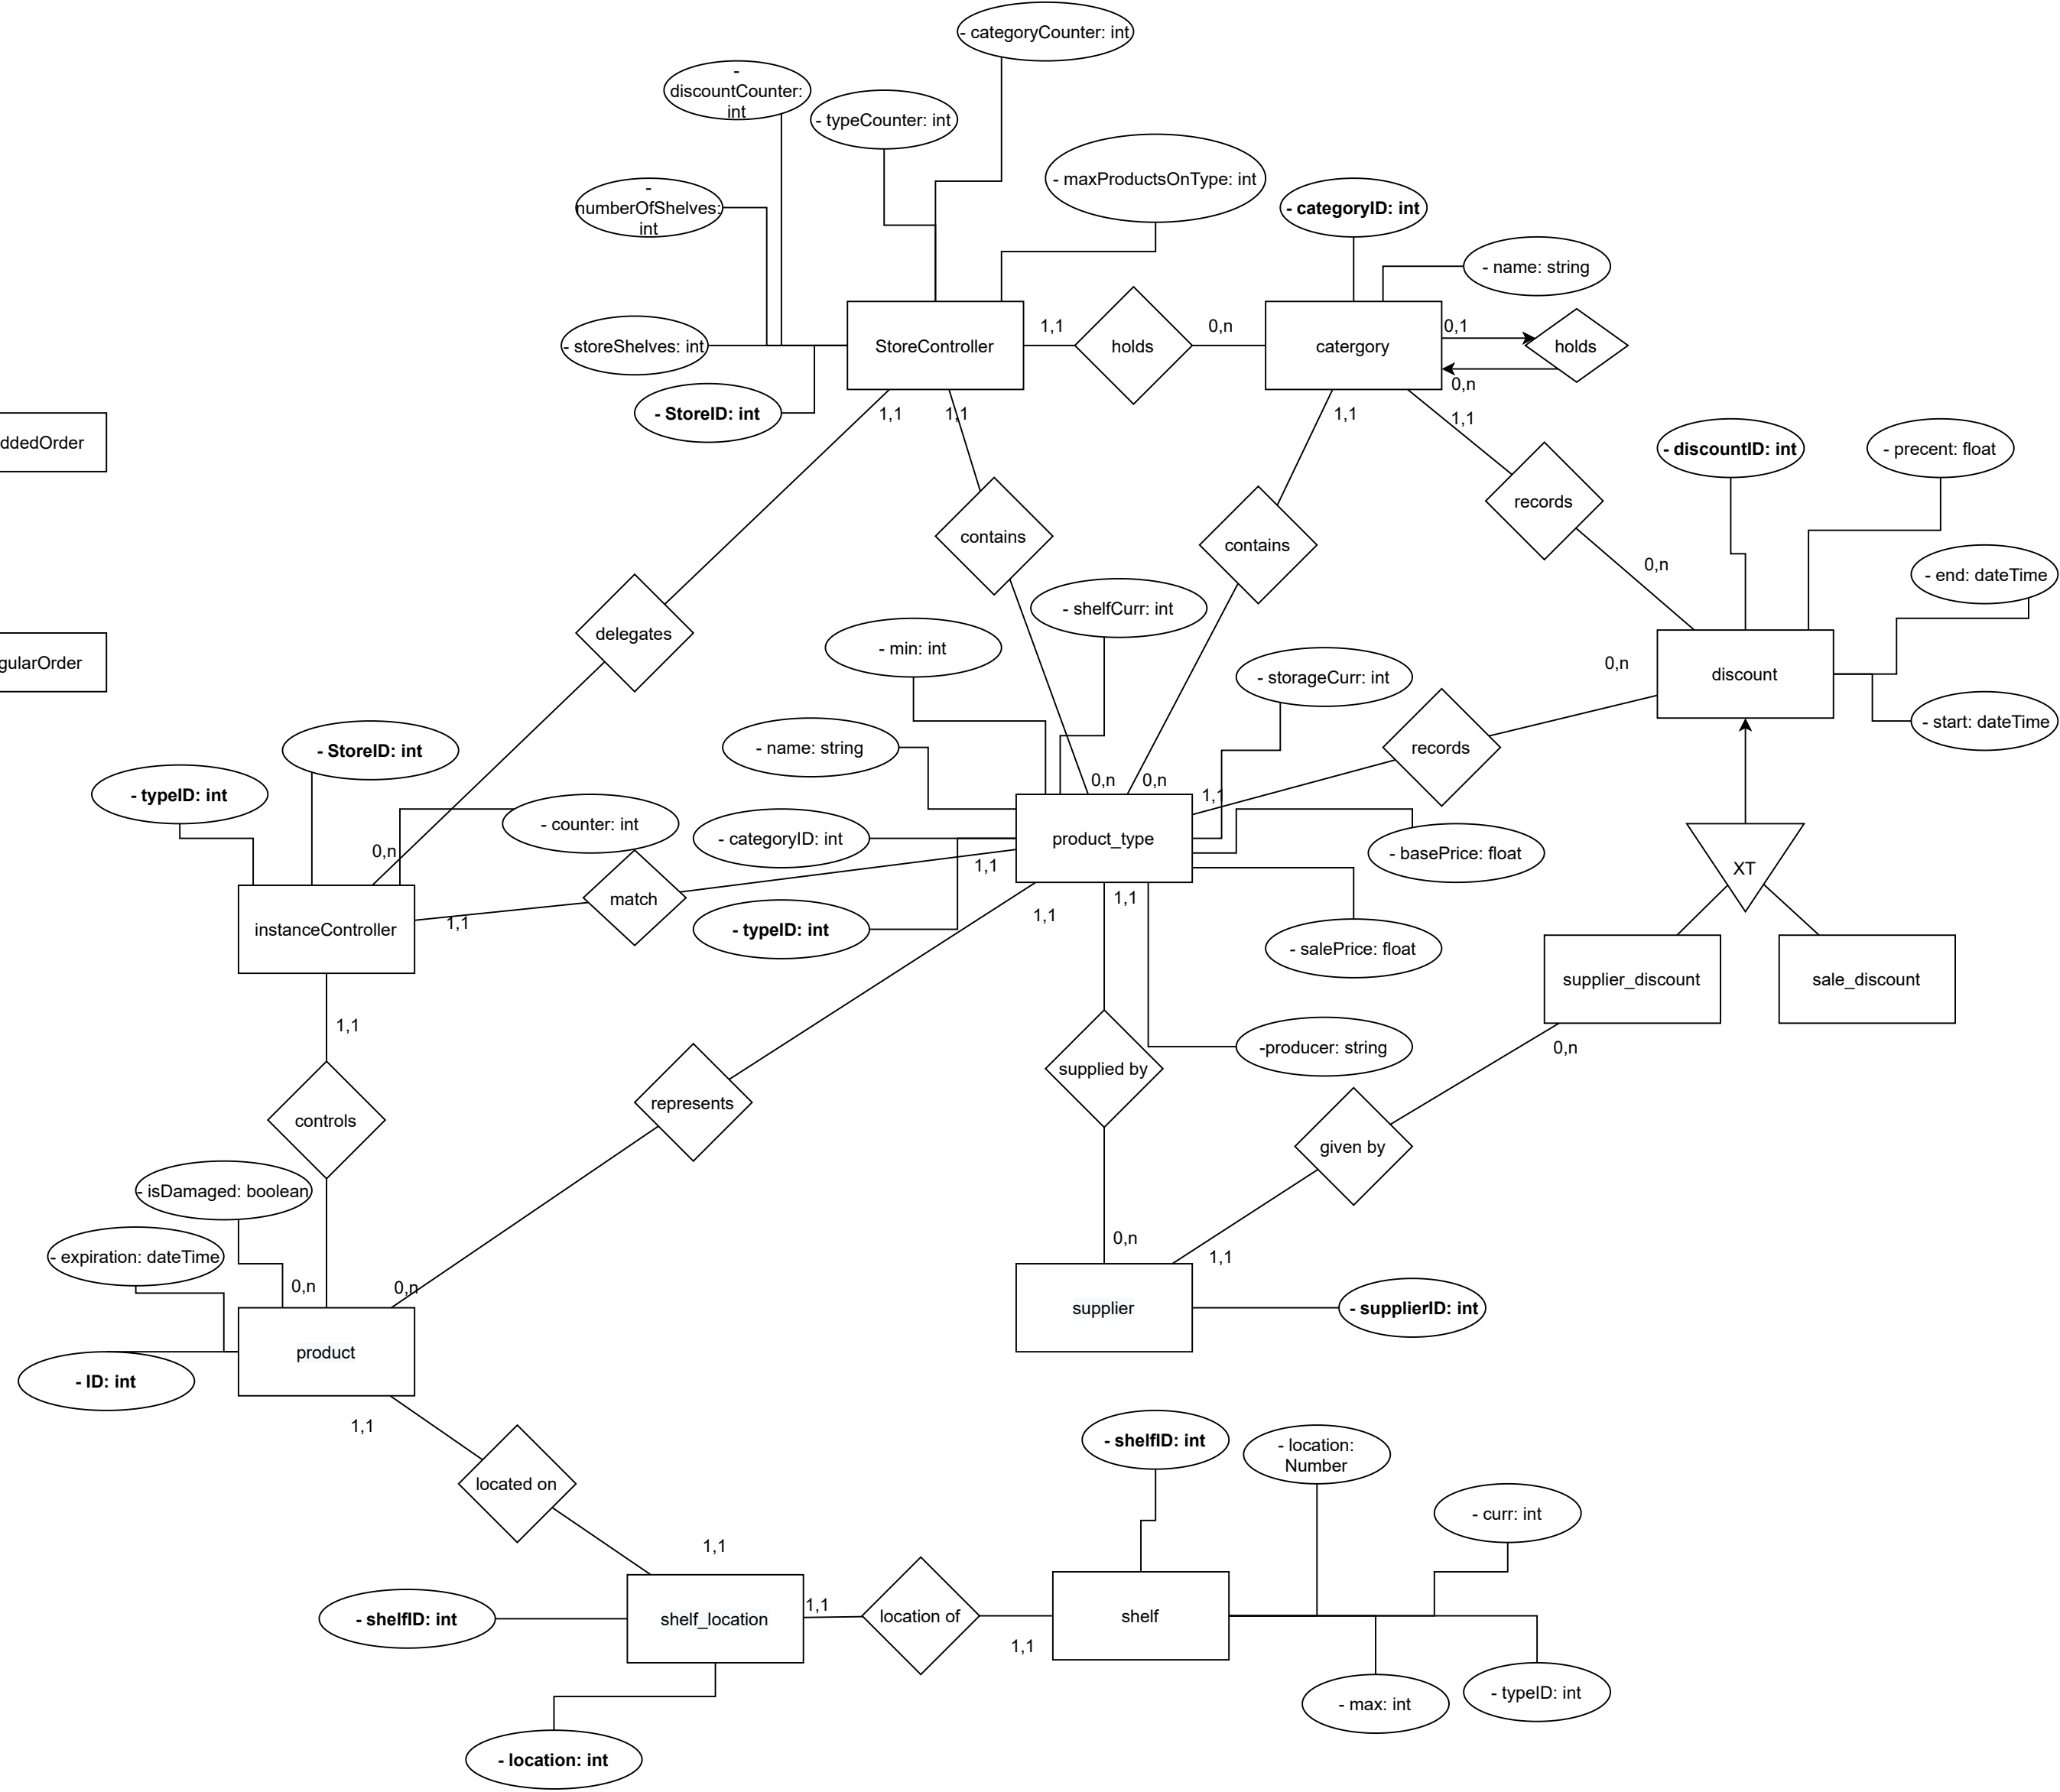 - categoryCounter: int
-
discountCounter:
int
- typeCounter: int
- maxProductsOnType: int
-
numberOfShelves:
int
- categoryID: int
- name: string
- storeShelves: int
StoreController
1,1
holds
0,n
catergory
0,1
holds
0,n
- StoreID: int
1,1
1,1
1,1
1,1
ddedOrder
- discountID: int
- precent: float
records
contains
contains
0,n
- end: dateTime
delegates
- shelfCurr: int
- min: int
gularOrder
0,n
discount
- storageCurr: int
- start: dateTime
- StoreID: int
- name: string
records
- typeID: int
0,n
0,n
1,1
- counter: int
- categoryID: int
product_type
- basePrice: float
0,n
1,1
XT
match
1,1
1,1
instanceController
1,1
- typeID: int
- salePrice: float
supplier_discount
sale_discount
1,1
-producer: string
0,n
supplied by
represents
controls
given by
- isDamaged: boolean
0,n
- expiration: dateTime
1,1
0,n
0,n
supplier
- supplierID: int
product
- ID: int
1,1
- shelfID: int
- location:
Number
located on
- curr: int
1,1
- shelfID: int
shelf_location
1,1
location of
1,1
shelf
- max: int
- typeID: int
- location: int